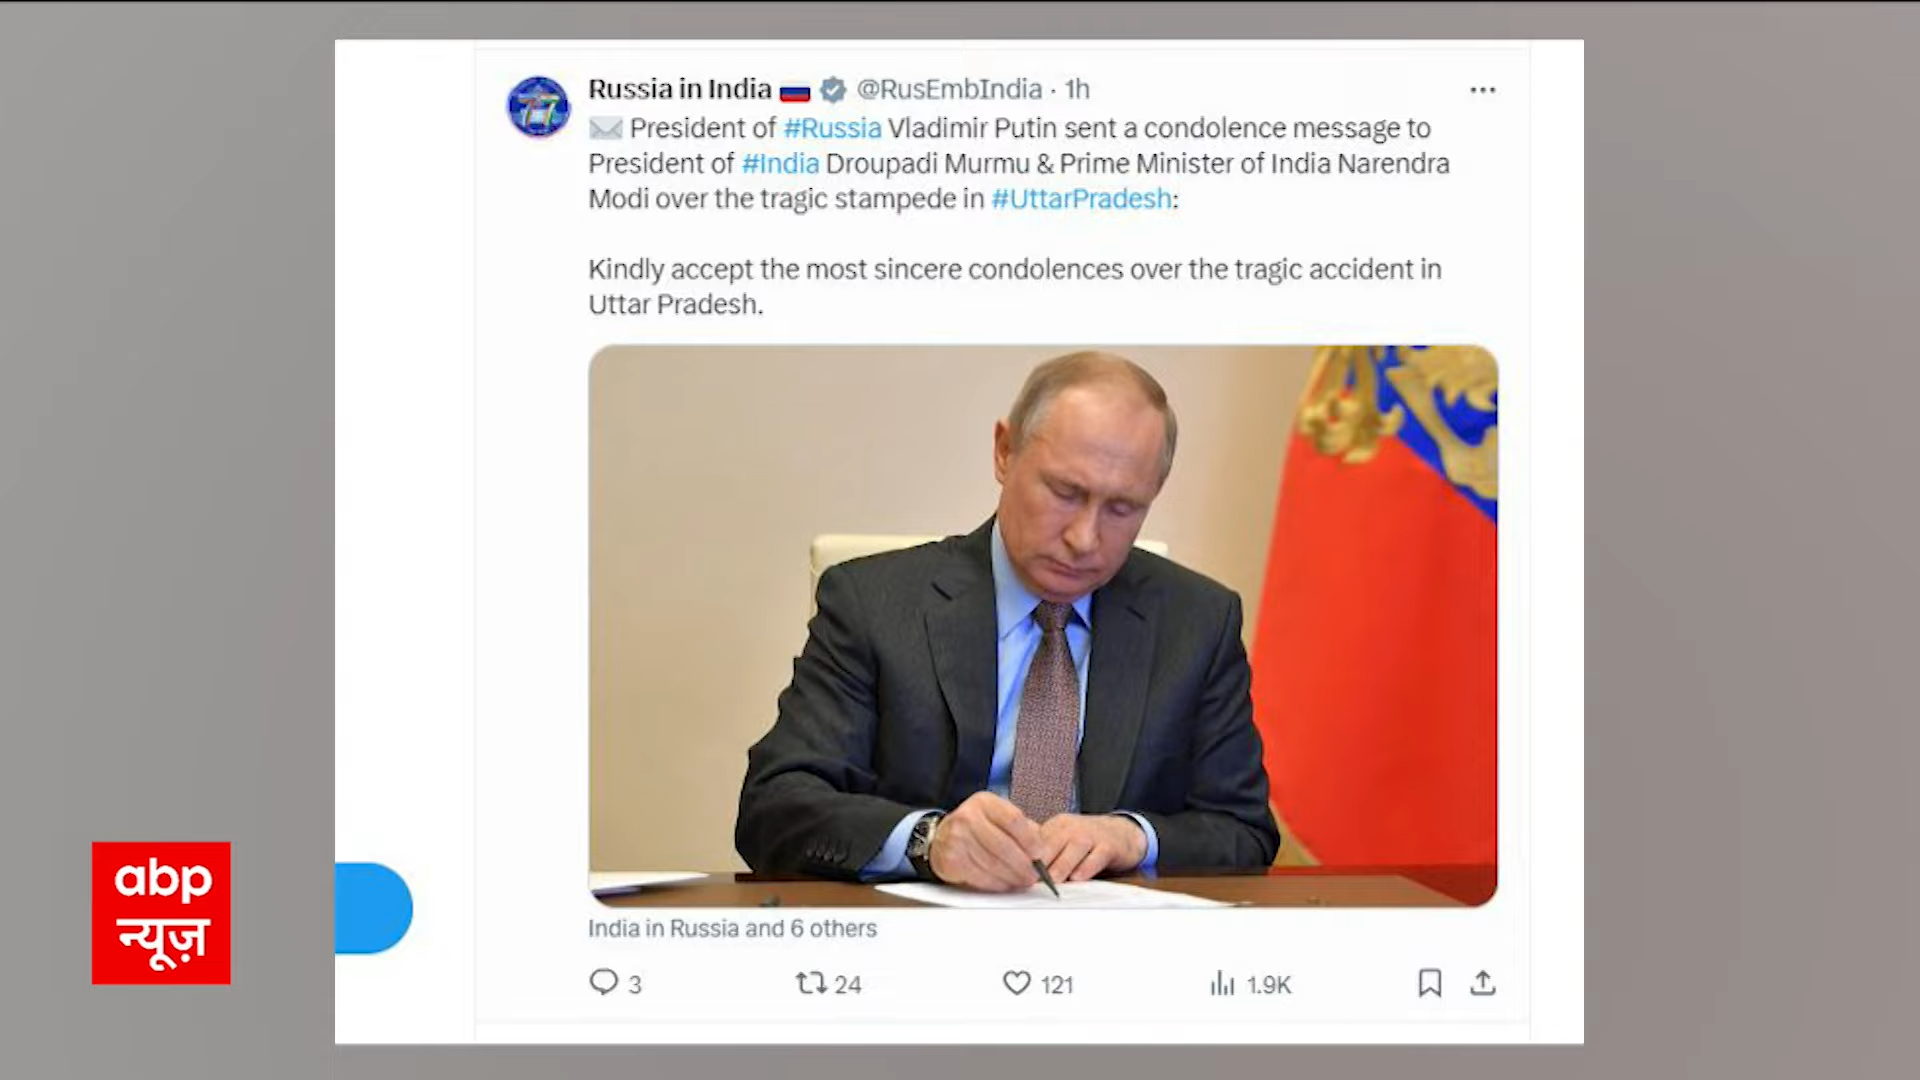 Russia in India @RusEmbIndia · 1h
President of #Russia Vladimir Putin sent a condolence message to
President of #India Droupadi Murmu & Prime Minister of India Narendra
Modi over the tragic stampede in #UttarPradesh:
Kindly accept the most sincere condolences over the tragic accident in
Uttar Pradesh.
India in Russia and 6 others
3 24 121 1.9K
abp
न्यूज़